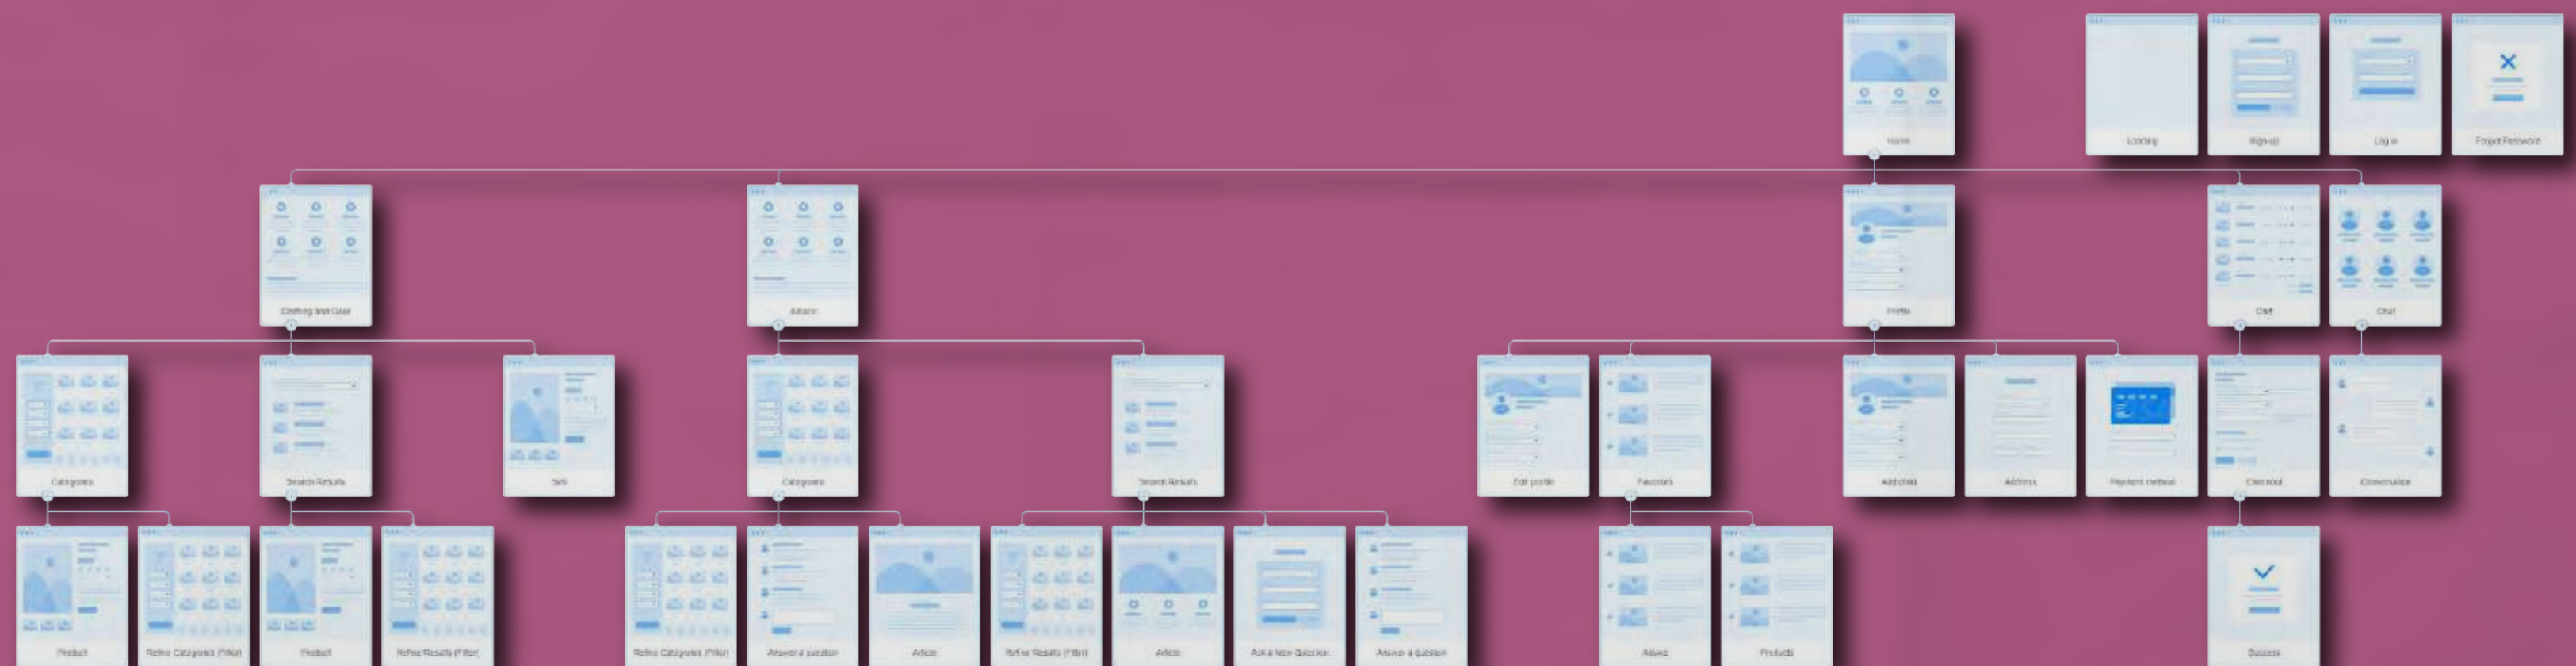 Home
Loading
Sign up
Log in
Forgot Password
Clothing and Gear
Advice
Profile
Cart
Chat
Categories
Search Results
Sell
Categories
Search Results
Edit profile
Favorites
Add child
Address
Payment method
Checkout
Conversation
Product
Refine Categories (Filter)
Product
Refine Results (Filter)
Refine Categories (Filter)
Answer a question
Article
Refine Results (Filter)
Article
Ask a New Question
Answer a question
Advice
Products
Success